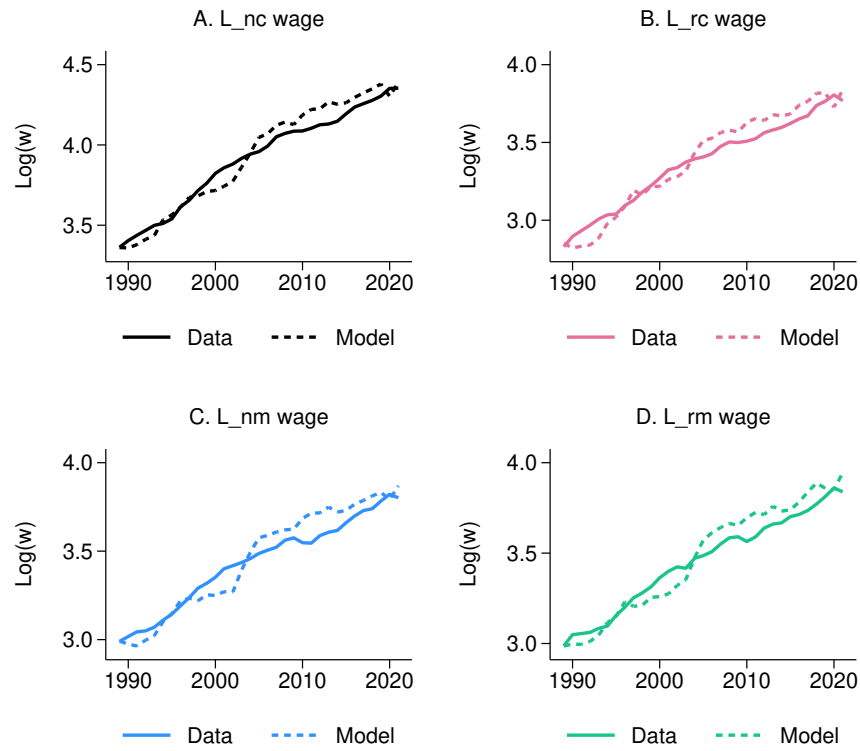 A. L_nc wage
Log(w)
4.5
4.0
3.5
1990 2000 2010 2020
Data Model
B. L_rc wage
Log(w)
4.0
3.5
3.0
1990 2000 2010 2020
Data Model
C. L_nm wage
Log(w)
4.0
3.5
3.0
1990 2000 2010 2020
Data Model
D. L_rm wage
Log(w)
4.0
3.5
3.0
1990 2000 2010 2020
Data Model